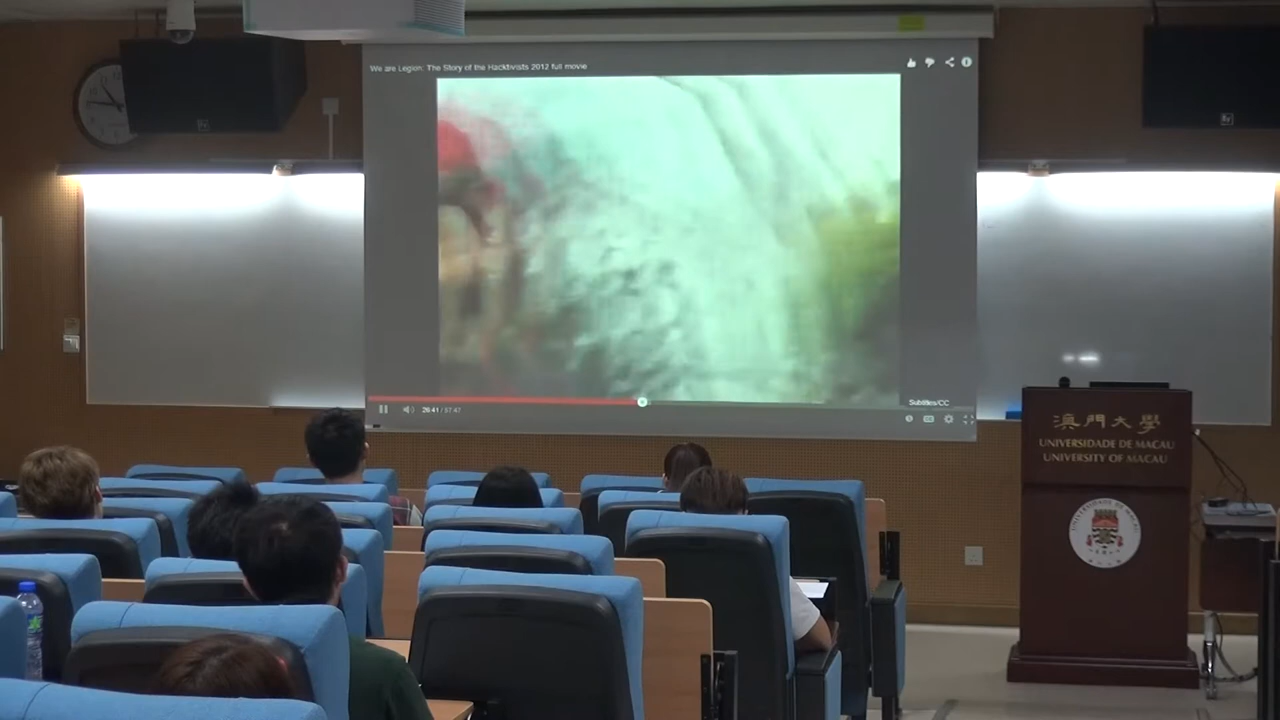 We are Legion: The Story of the Hacktivists 2012 full movie
26:41 / 57:47
Subtitles/CC
澳門大學
UNIVERSIDADE DE MACAU
UNIVERSITY OF MACAU